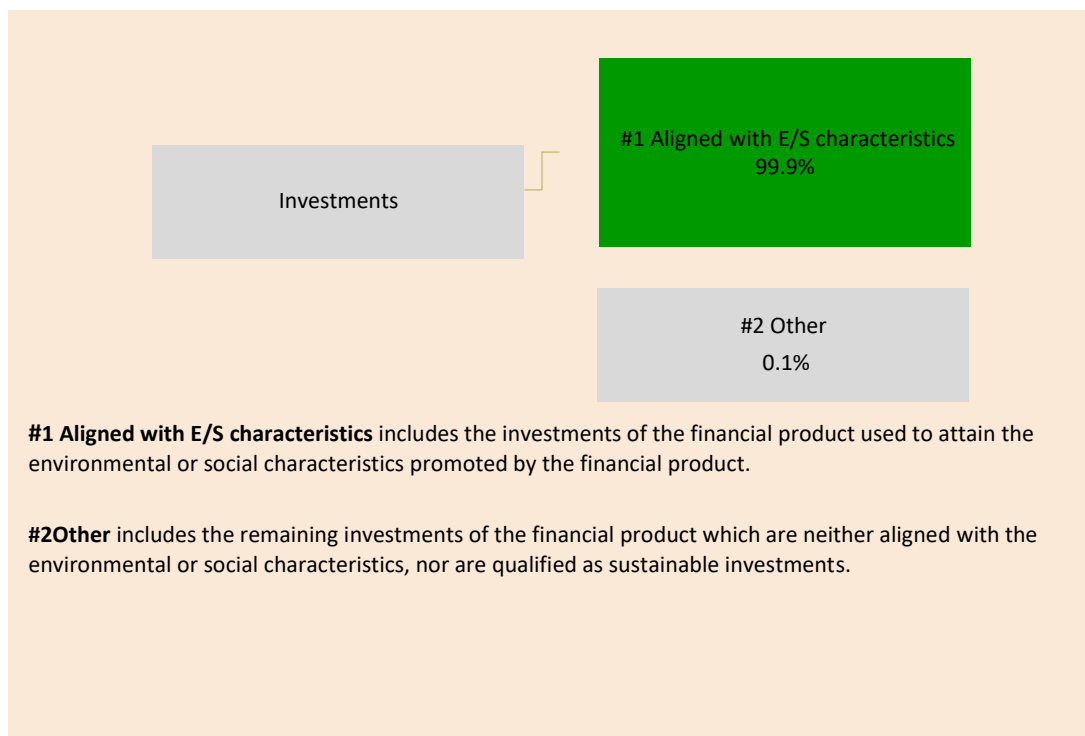 #1 Aligned with E/S characteristics
99.9%
Investments
#2 Other
0.1%
#1 Aligned with E/S characteristics includes the investments of the financial product used to attain the
environmental or social characteristics promoted by the financial product.
#2Other includes the remaining investments of the financial product which are neither aligned with the
environmental or social characteristics, nor are qualified as sustainable investments.